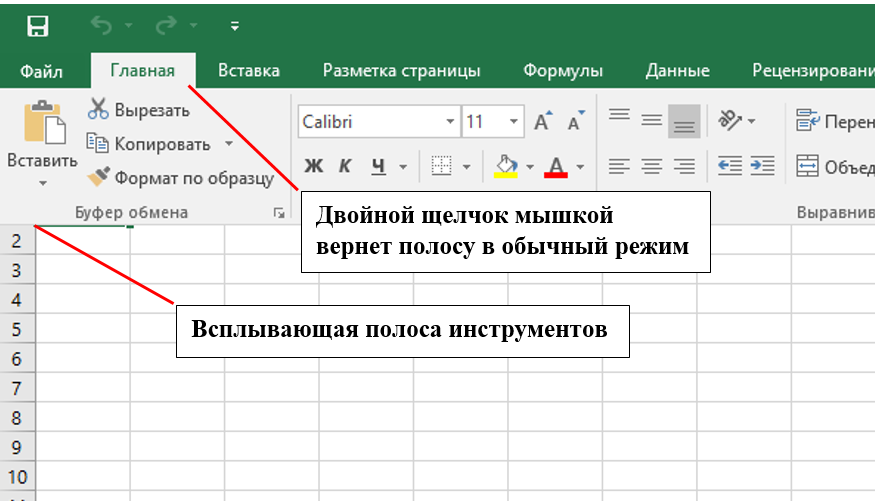 Файл Главная Вставка Разметка страницы Формулы Данные Рецензировани
Вставить
Вырезать
Копировать
Формат по образцу
Буфер обмена
Calibri 11
Ж К Ч
А
Перен
Объед
Выравнив
Двойной щелчок мышкой
вернет полосу в обычный режим
Всплывающая полоса инструментов
2
3
4
5
6
7
8
9
10